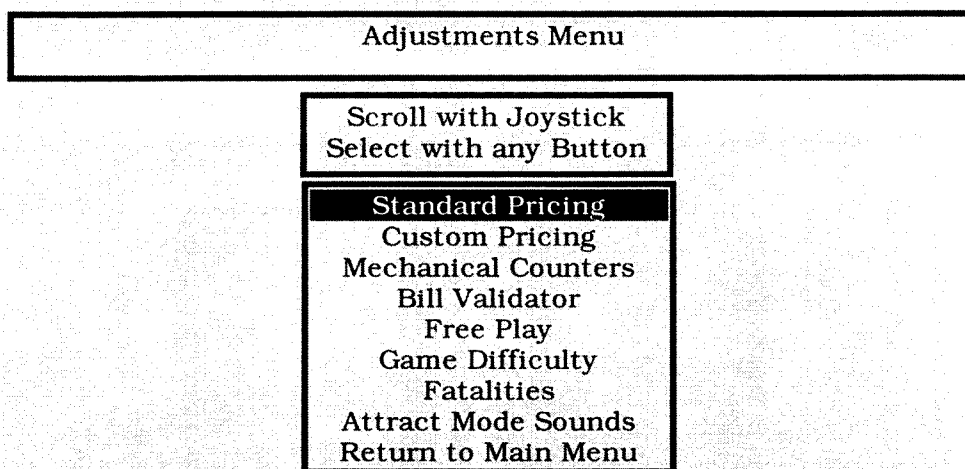 Adjustments Menu
Scroll with Joystick
Select with any Button
Standard Pricing
Custom Pricing
Mechanical Counters
Bill Validator
Free Play
Game Difficulty
Fatalities
Attract Mode Sounds
Return to Main Menu